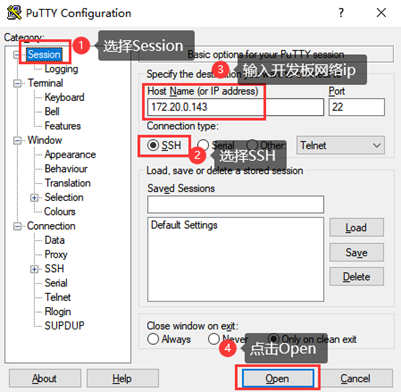 PuTTY Configuration
Category:
1 选择Session
Session
Logging
Terminal
Keyboard
Bell
Features
Window
Appearance
Behaviour
Translation
Selection
Colours
Connection
Data
Proxy
SSH
Serial
Telnet
Rlogin
SUPDUP
Basic options for your PuTTY session
Specify the destination
3 输入开发板网络ip
Host Name (or IP address)
Port
172.20.0.143
22
Connection type:
SSH
Serial
Other:
Telnet
2 选择SSH
Load, save or delete a stored session
Saved Sessions
Default Settings
Load
Save
Delete
Close window on exit:
Always
Never
Only on clean exit
4 点击Open
About
Help
Open
Cancel